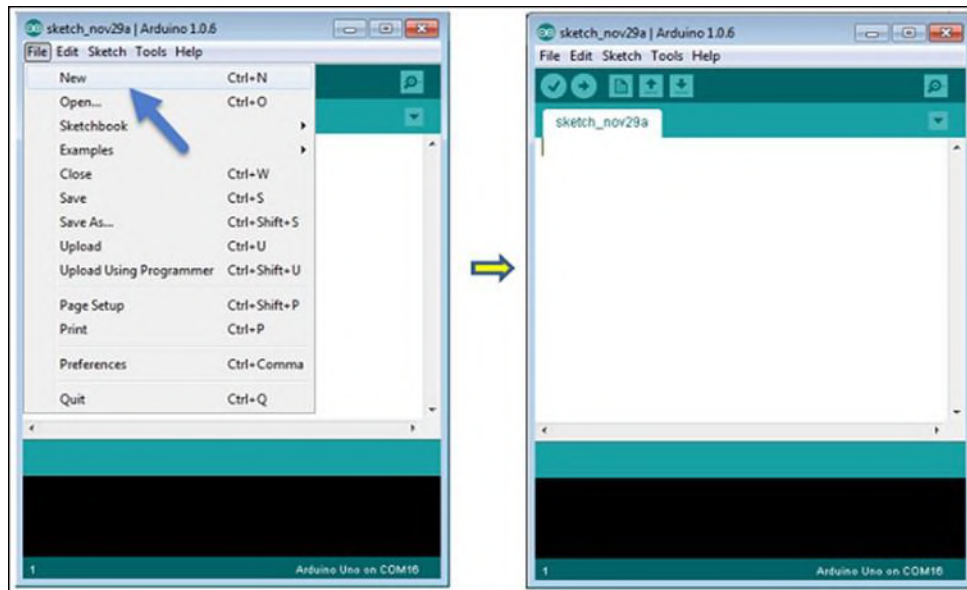 sketch_nov29a | Arduino 1.0.6
File Edit Sketch Tools Help
New Ctrl+N
Open... Ctrl+O
Sketchbook
Examples
Close Ctrl+W
Save Ctrl+S
Save As... Ctrl+Shift+S
Upload Ctrl+U
Upload Using Programmer Ctrl+Shift+U
Page Setup Ctrl+Shift+P
Print Ctrl+P
Preferences Ctrl+Comma
Quit Ctrl+Q
1 Arduino Uno on COM16
sketch_nov29a | Arduino 1.0.6
File Edit Sketch Tools Help
sketch_nov29a
1 Arduino Uno on COM16